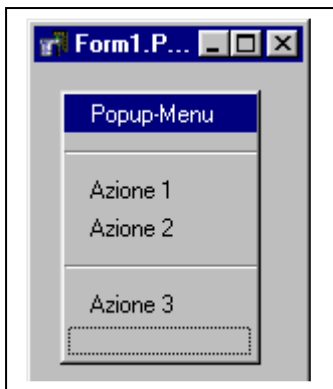 Form1.P...
Popup-Menu
Azione 1
Azione 2
Azione 3